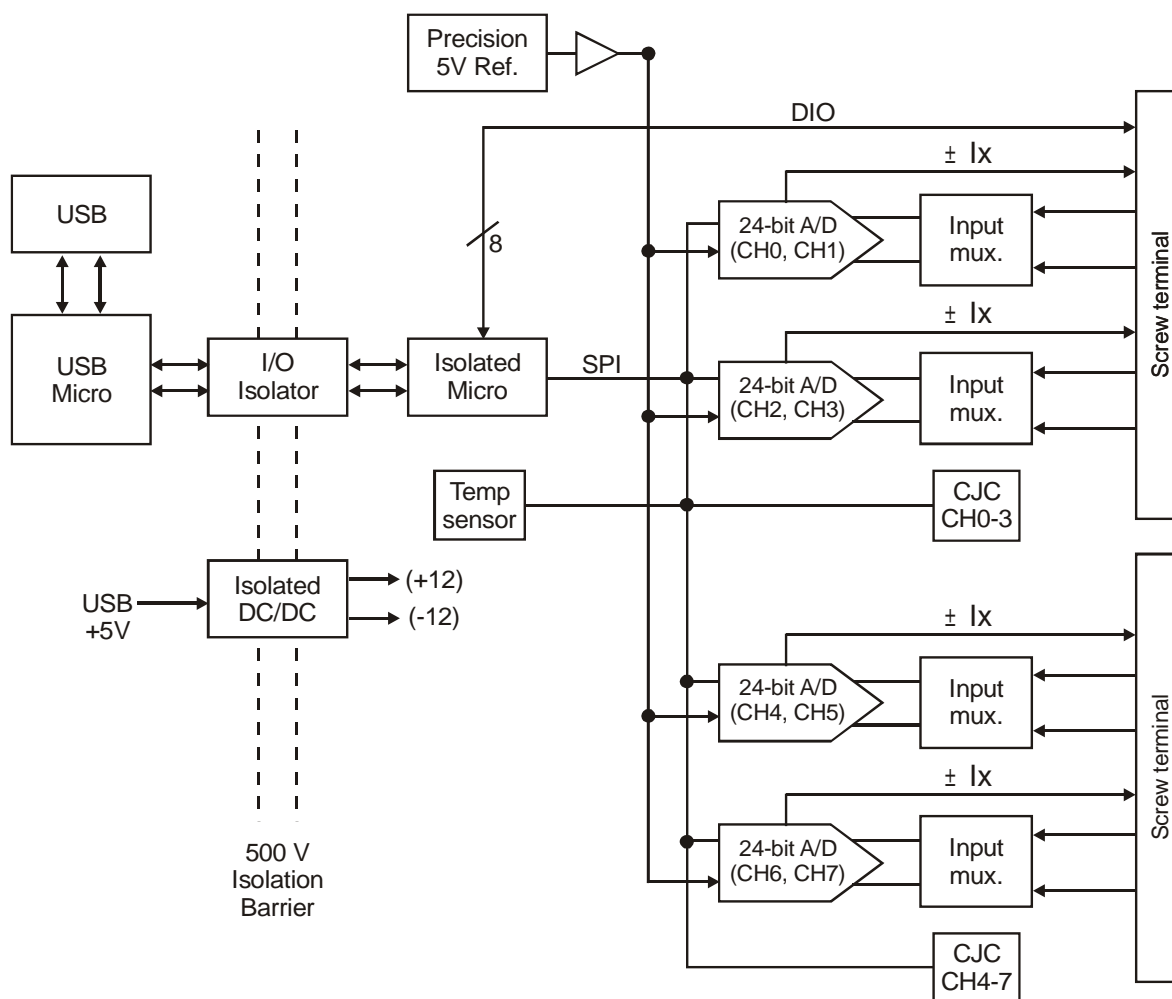 Precision
5V Ref.
DIO
± Ix
USB
8
24-bit A/D
(CH0, CH1)
Input
mux.
Screw terminal
± Ix
USB
Micro
I/O
Isolator
Isolated
Micro
SPI
24-bit A/D
(CH2, CH3)
Input
mux.
Temp
sensor
CJC
CH0-3
USB
+5V
Isolated
DC/DC
(+12)
(-12)
± Ix
24-bit A/D
(CH4, CH5)
Input
mux.
Screw terminal
± Ix
24-bit A/D
(CH6, CH7)
Input
mux.
500 V
Isolation
Barrier
CJC
CH4-7